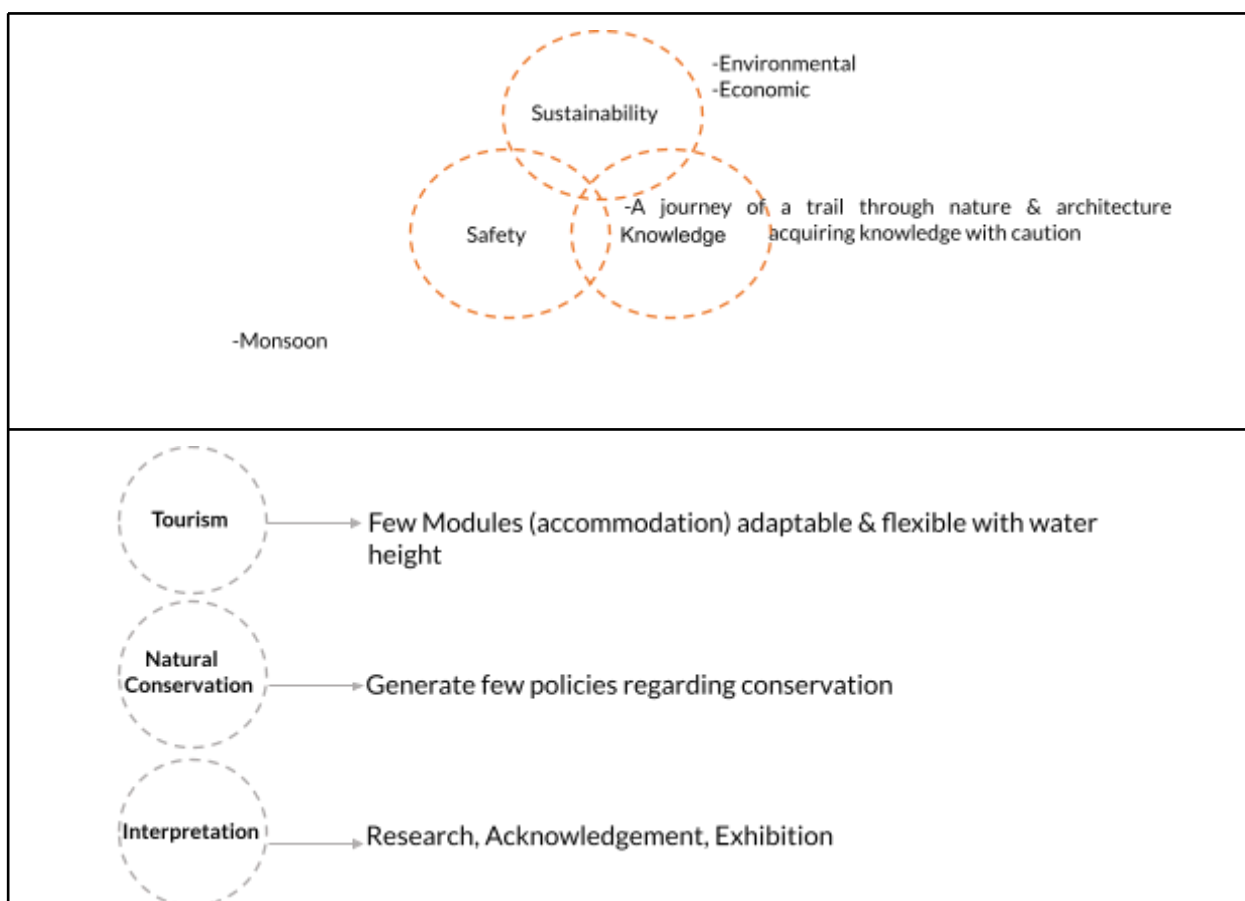 -Environmental
-Economic
Sustainability
-A journey of a trail through nature & architecture
Safety
Knowledge
acquiring knowledge with caution
-Monsoon
Tourism
Few Modules (accommodation) adaptable & flexible with water
height
Natural
Conservation
Generate few policies regarding conservation
Interpretation
Research, Acknowledgement, Exhibition